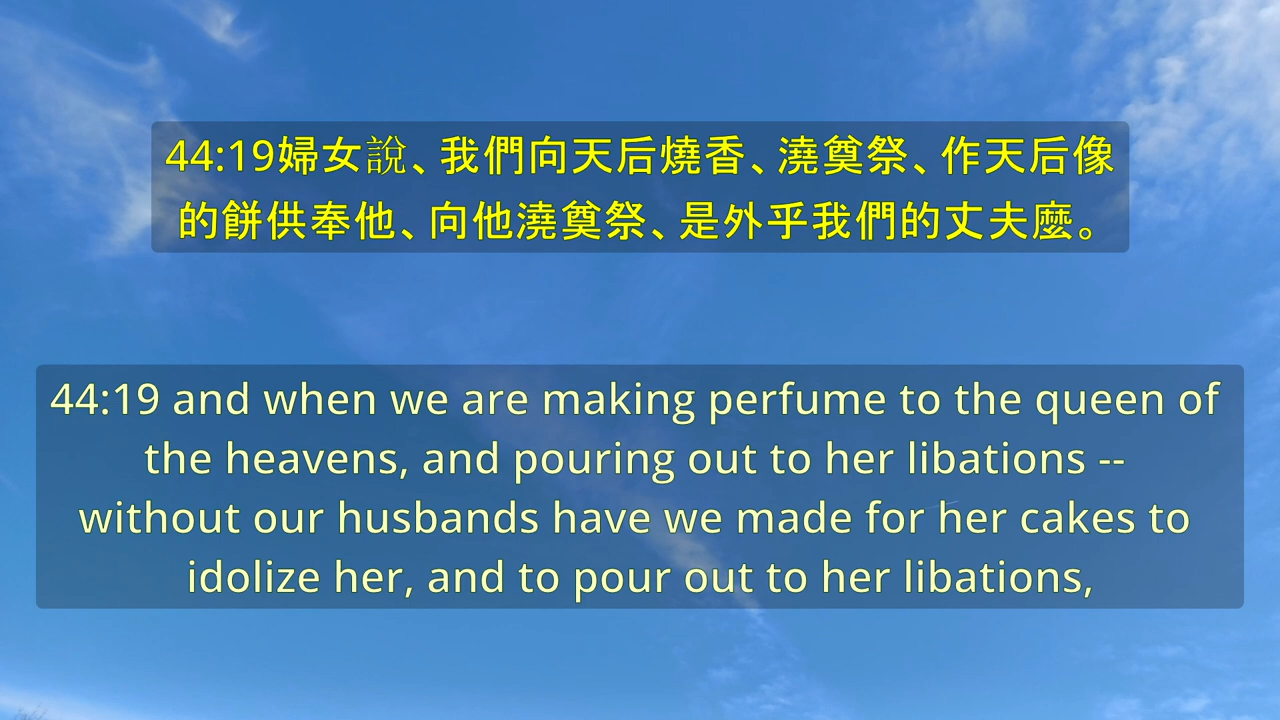 44:19婦女說、我們向天后燒香、澆奠祭、作天后像
的餅供奉他、向他澆奠祭、是外乎我們的丈夫麼。
44:19 and when we are making perfume to the queen of
the heavens, and pouring out to her libations --
without our husbands have we made for her cakes to
idolize her, and to pour out to her libations,